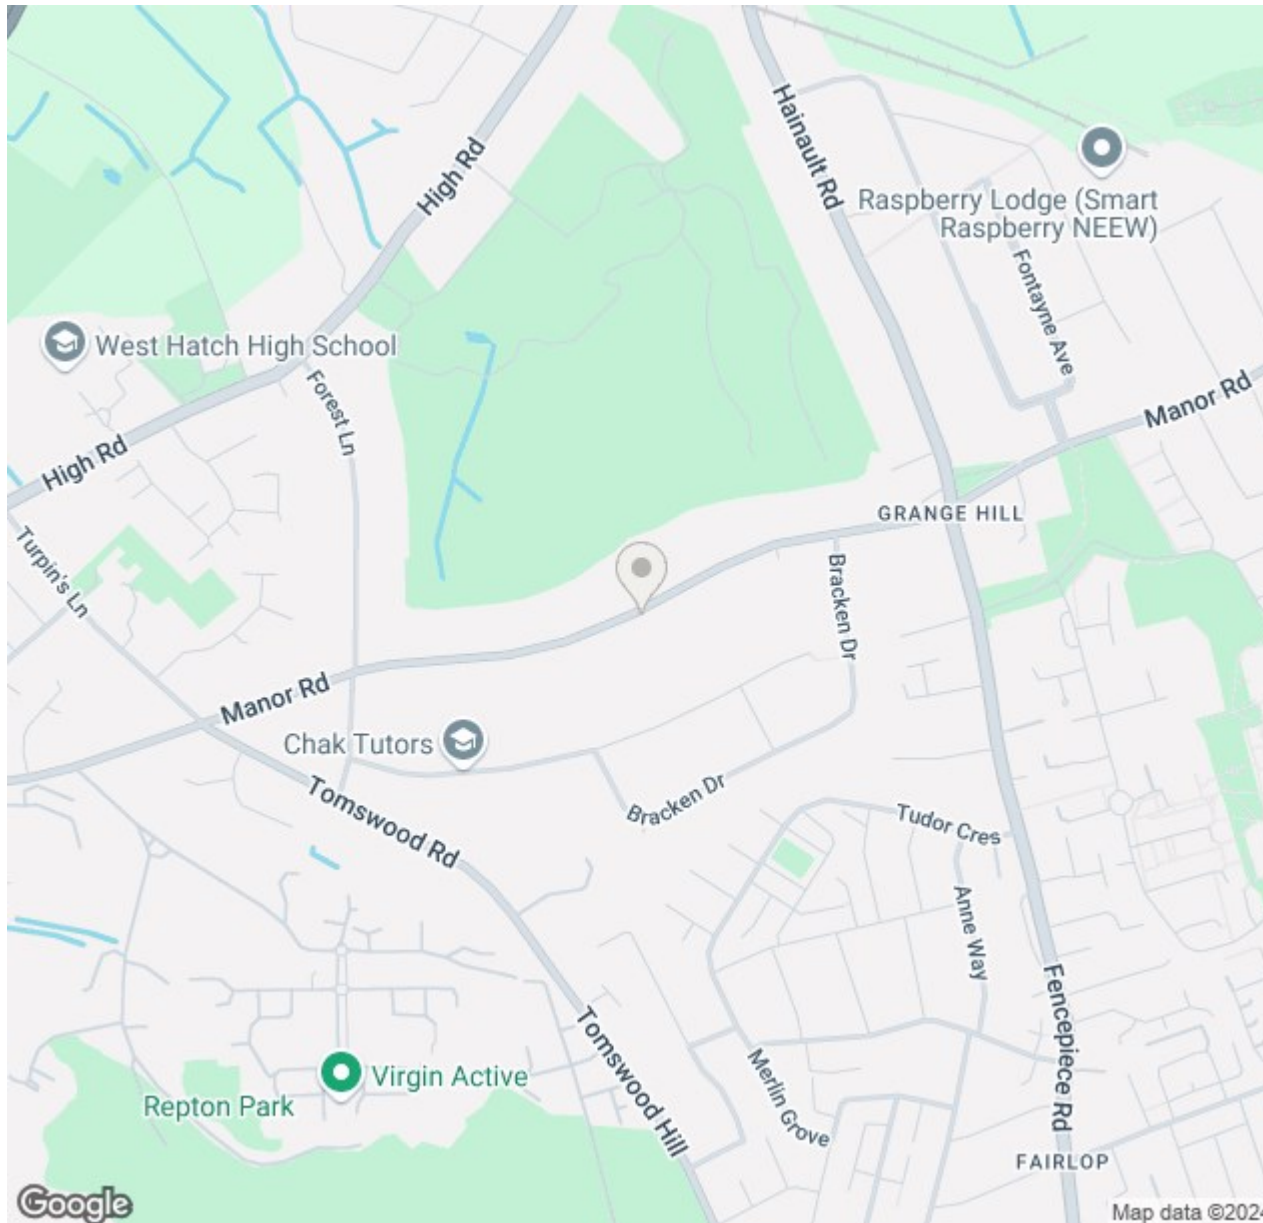 High Rd
Hainault Rd
Raspberry Lodge (Smart
Raspberry NEEW)
Fontayne Ave
West Hatch High School
Forest Ln
Manor Rd
High Rd
GRANGE HILL
Turpin's Ln
Bracken Dr
Manor Rd
Chak Tutors
Bracken Dr
Tomswood Rd
Tudor Cres
Anne Way
Fencepiece Rd
Tomswood Hill
Merlin Grove
Virgin Active
Repton Park
FAIRLOP
Google
Map data ©2024